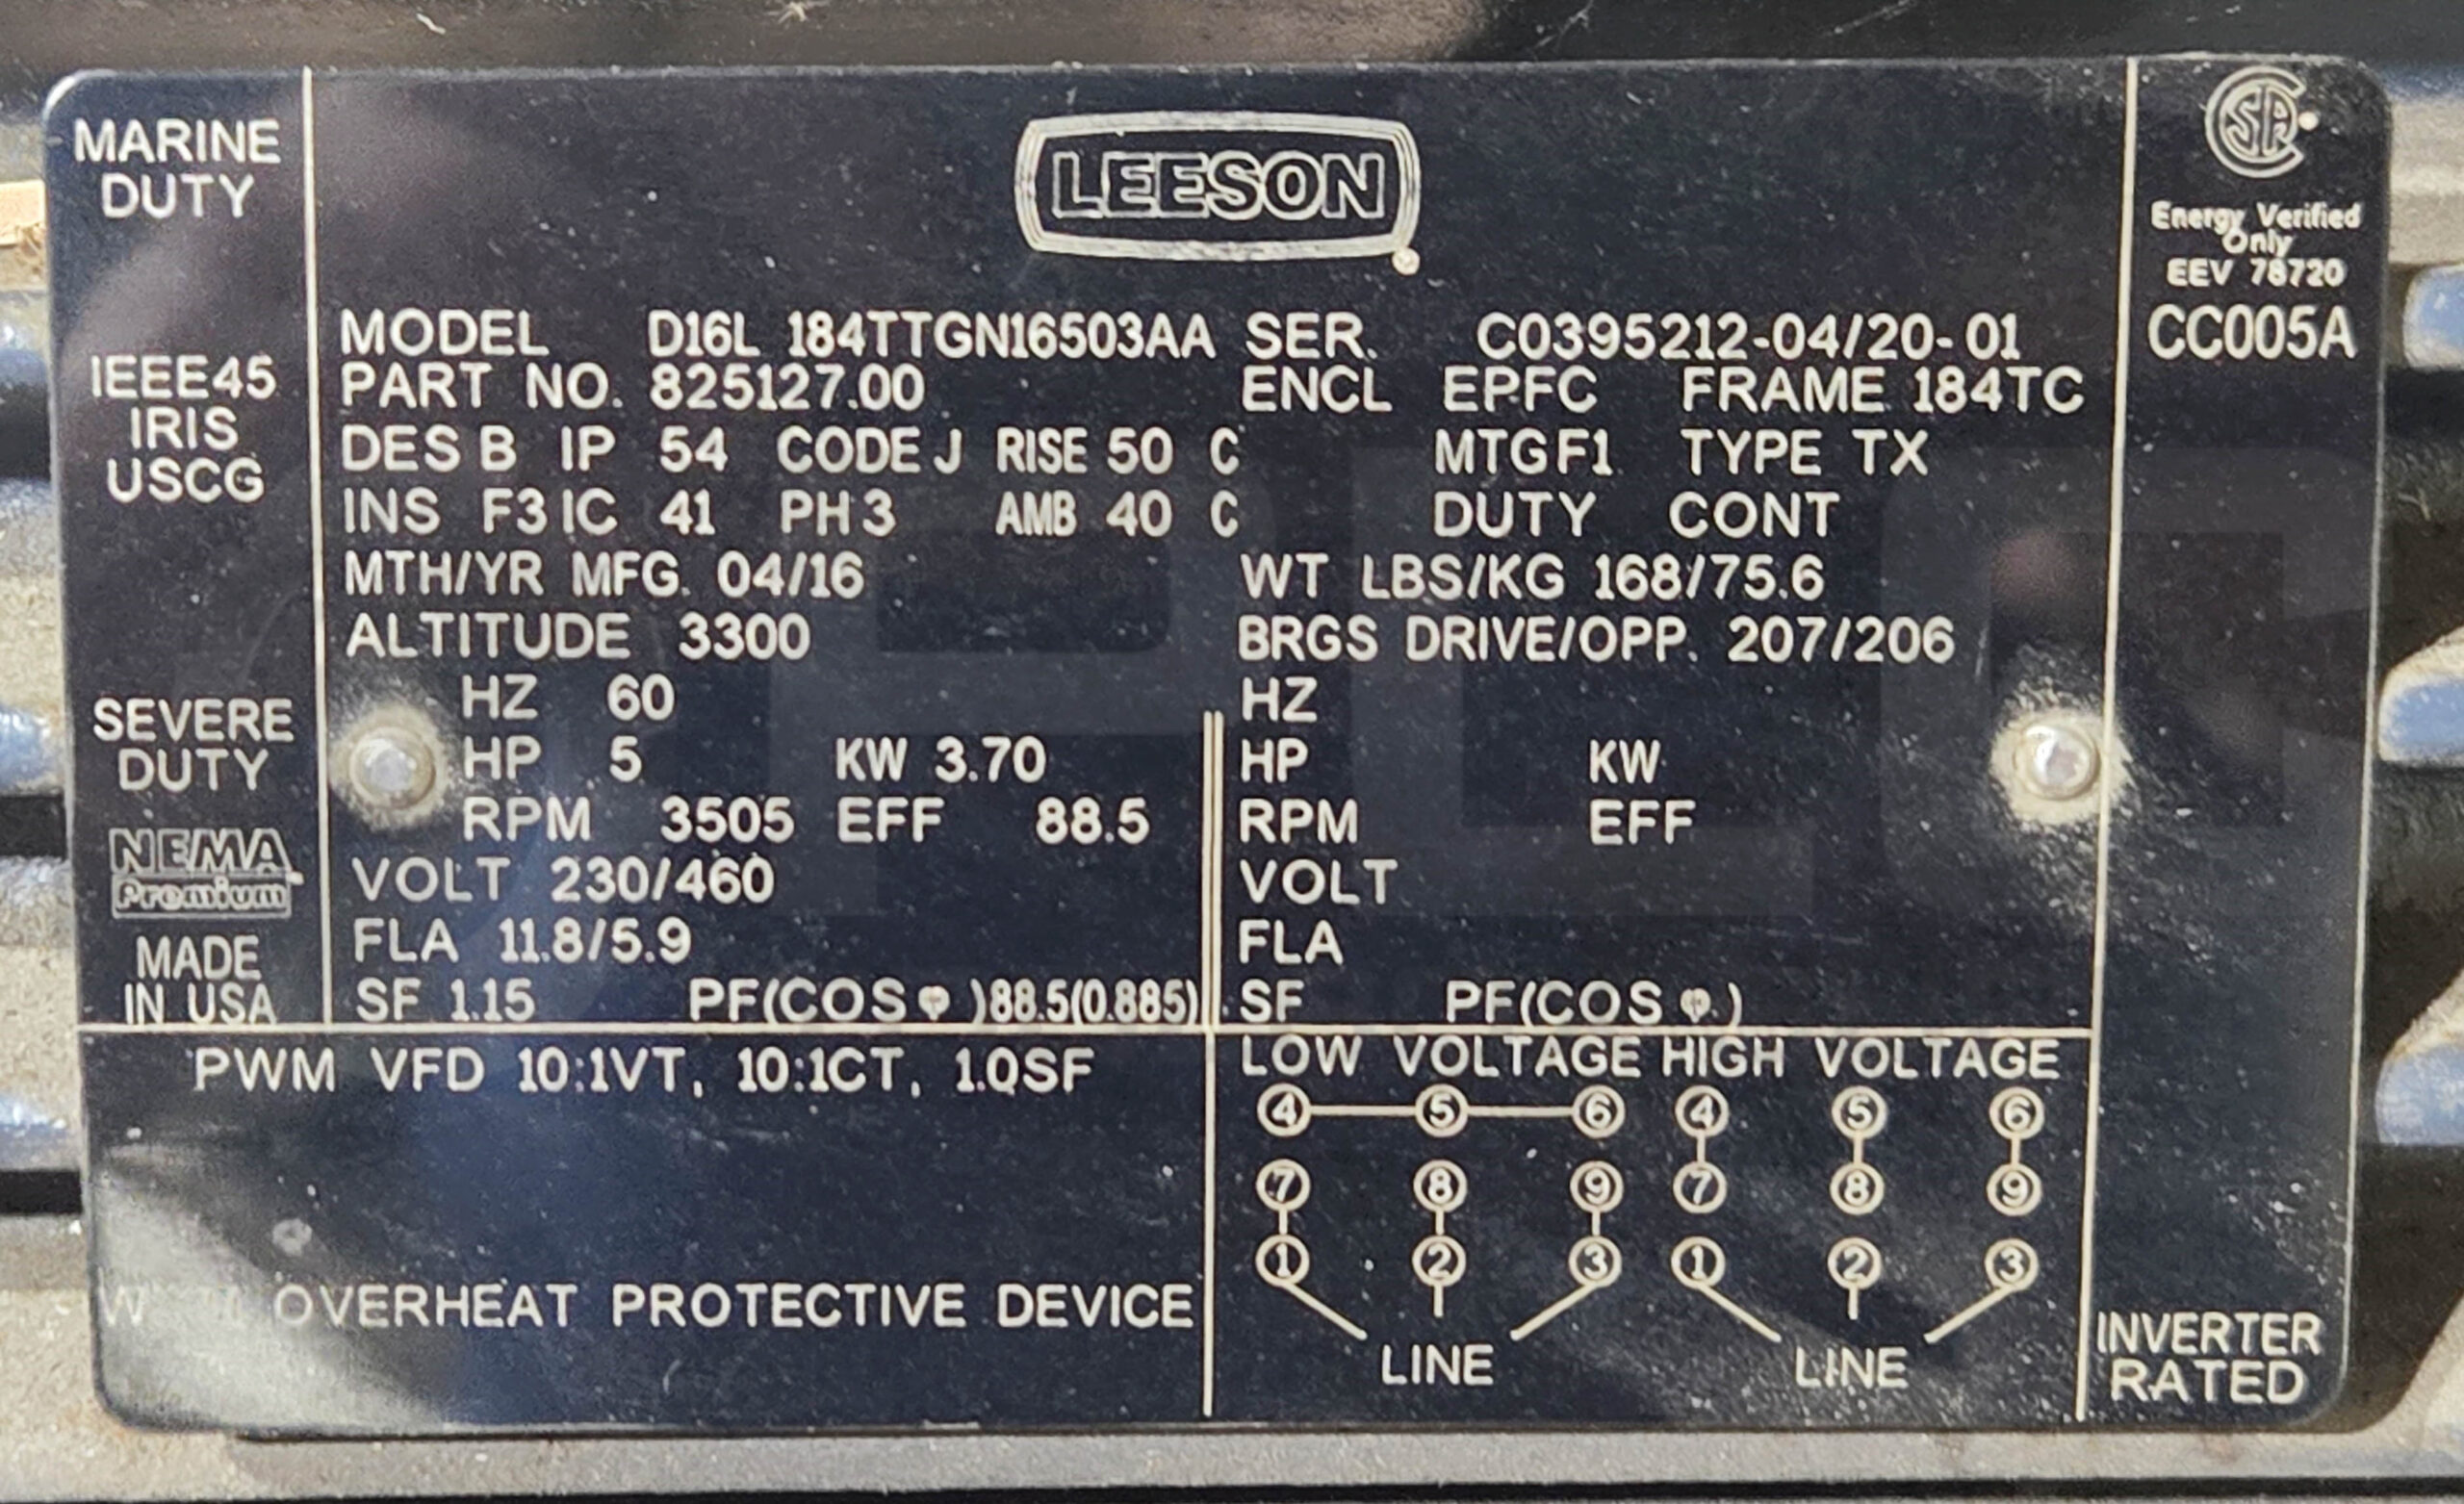 MARINE
DUTY
IEEE45
IRIS
USCG
SEVERE
DUTY
NEMA
Premium
MADE
IN USA
LEESON
MODEL D16L 184TTGN16503AA SER. C0395212-04/20-01
PART NO. 825127.00 ENCL EPFC FRAME 184TC
DES B IP 54 CODE J RISE 50 C MTG F1 TYPE TX
INS F3 IC 41 PH 3 AMB 40 C DUTY CONT
MTH/YR MFG. 04/16 WT LBS/KG 168/75.6
ALTITUDE 3300 BRGS DRIVE/OPP. 207/206
HZ 60 HZ
HP 5 KW 3.70 HP KW
RPM 3505 EFF 88.5 RPM EFF
VOLT 230/460 VOLT
FLA 11.8/5.9 FLA
SF 1.15 PF(COS φ)88.5(0.885) SF PF(COS φ)
PWM VFD 10:1VT, 10:1CT, 1.0SF
OVERHEAT PROTECTIVE DEVICE
LOW VOLTAGE HIGH VOLTAGE
4 5 6 4 5 6
7 8 9 7 8 9
1 2 3 1 2 3
LINE LINE
CSA
Energy Verified
Only
EEV 78720
CC005A
INVERTER
RATED